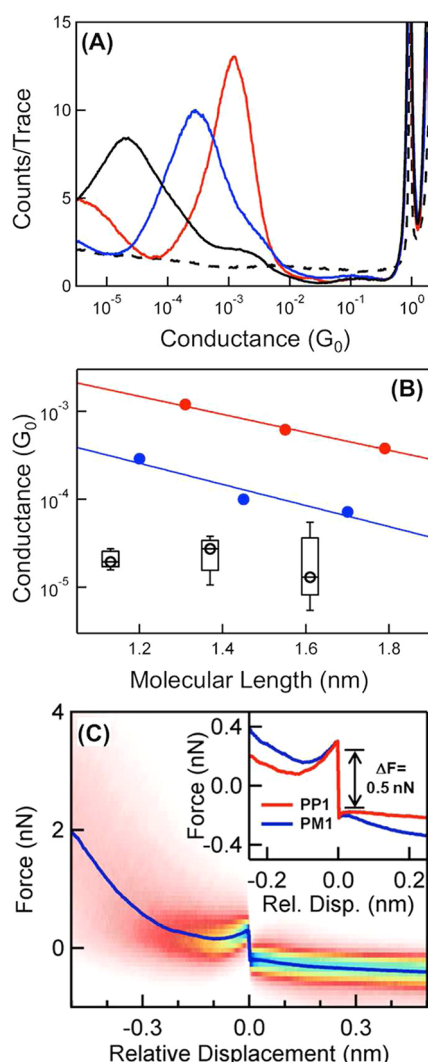 (A)
15
10
5
0
Counts/Trace
10⁻⁵ 10⁻⁴ 10⁻³ 10⁻² 10⁻¹ 10⁰
Conductance (G₀)
(B)
10⁻³
10⁻⁴
10⁻⁵
Conductance (G₀)
1.2 1.4 1.6 1.8
Molecular Length (nm)
(C)
4
2
0
Force (nN)
0.4
0.0
-0.4
Force (nN)
ΔF=
0.5 nN
PP1
PM1
-0.2 0.0 0.2
Rel. Disp. (nm)
-0.3 0.0 0.3
Relative Displacement (nm)